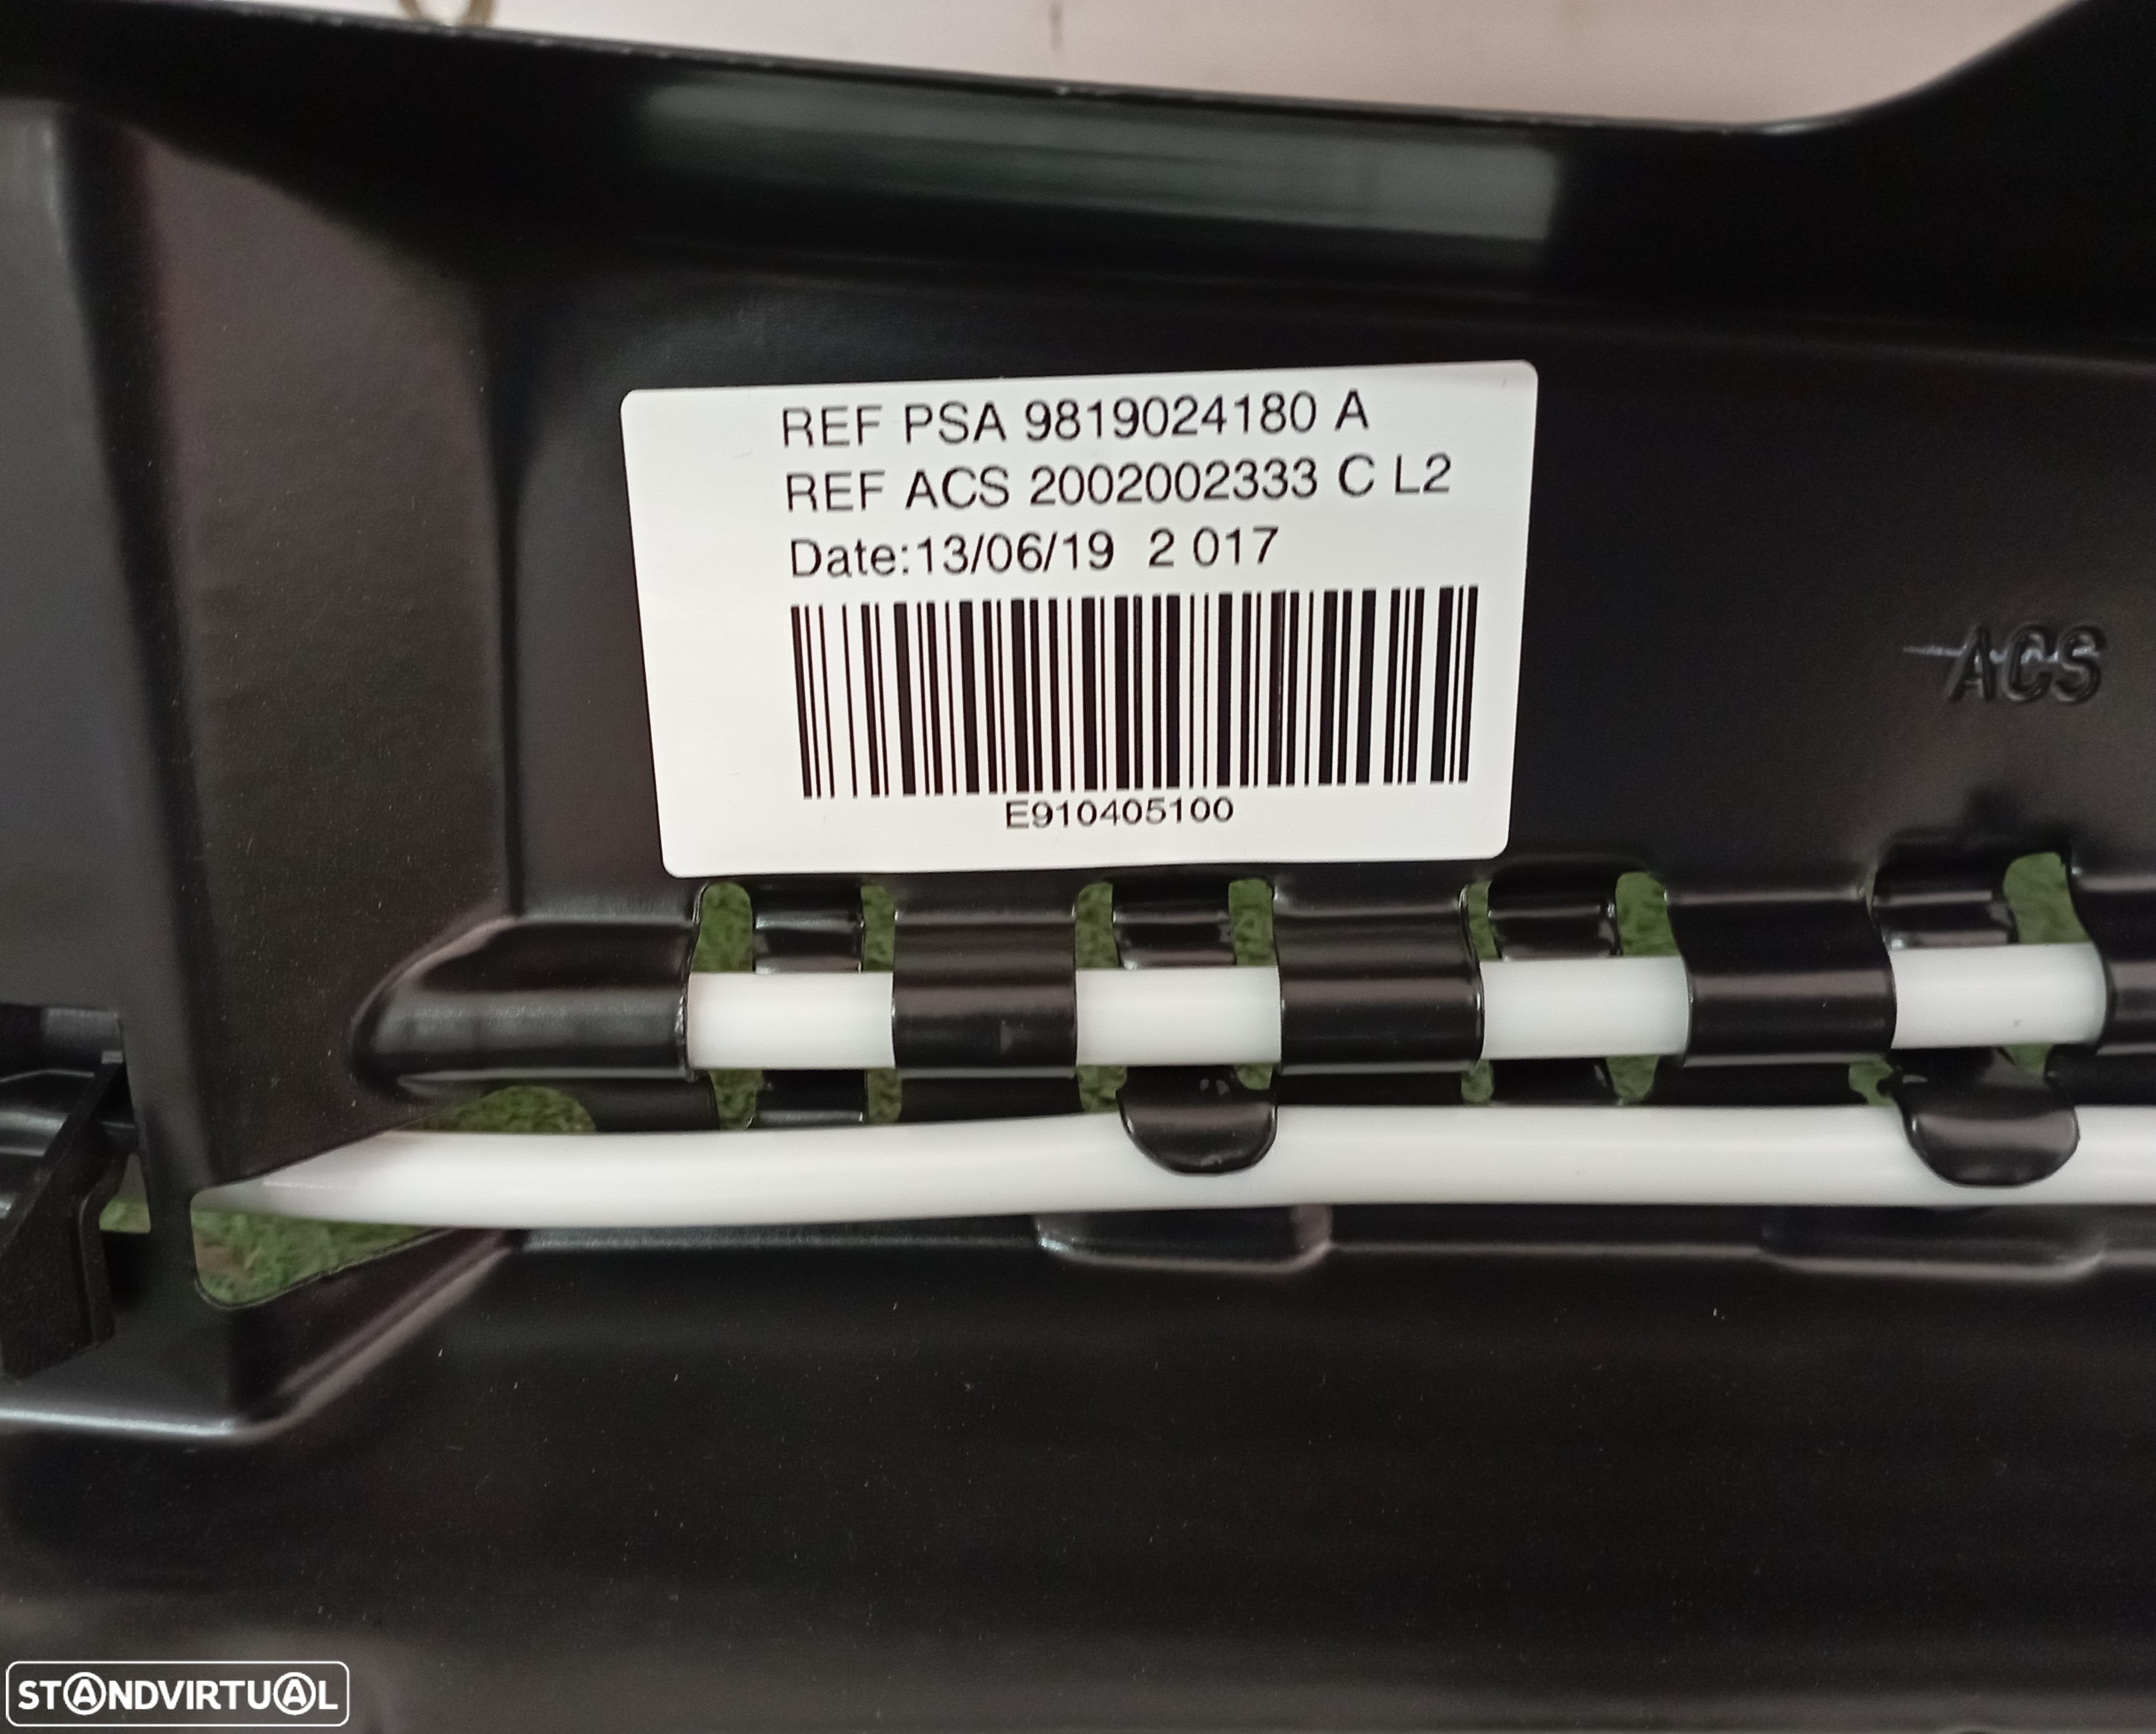 REF PSA 9819024180 A
REF ACS 2002002333 C L2
Date:13/06/19 2 017
E910405100
ACS
STANDVIRTUAL